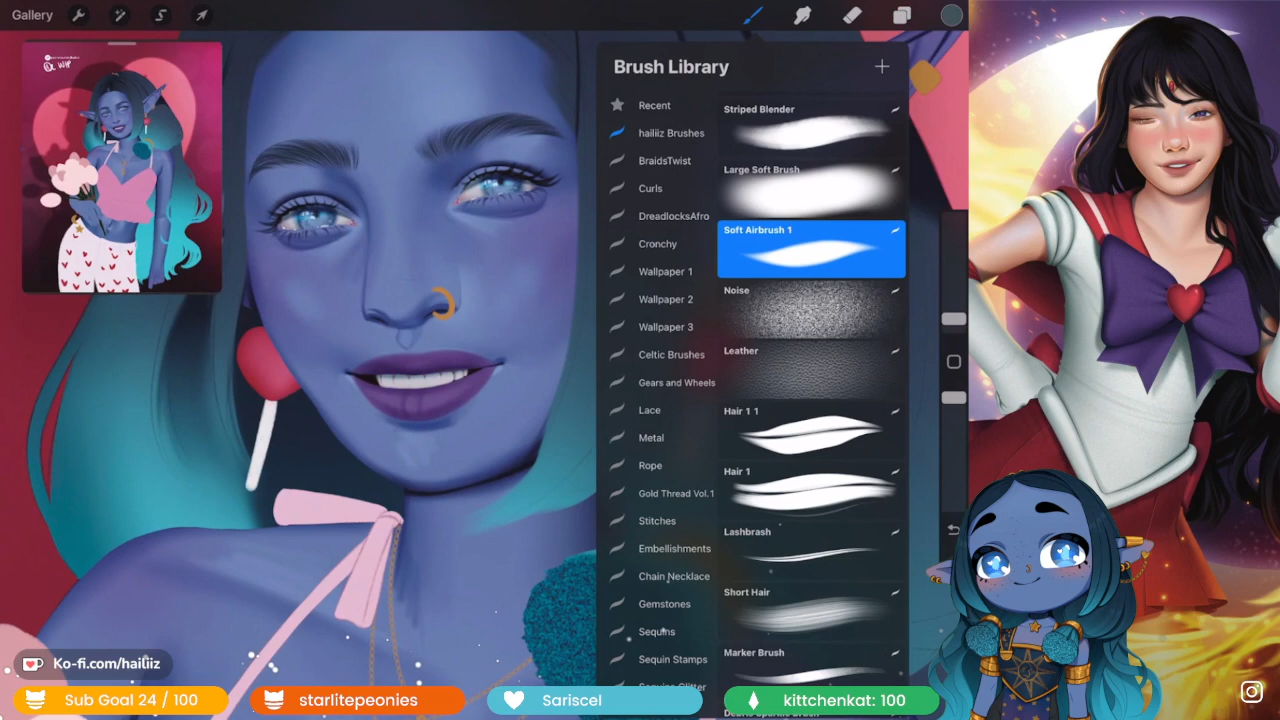 Gallery
Brush Library
Recent
hailiiz Brushes
BraidsTwist
Curls
DreadlocksAfro
Cronchy
Wallpaper 1
Wallpaper 2
Wallpaper 3
Celtic Brushes
Gears and Wheels
Lace
Metal
Rope
Gold Thread Vol.1
Stitches
Embellishments
Chain Necklace
Gemstones
Sequins
Sequin Stamps
Striped Blender
Large Soft Brush
Soft Airbrush 1
Noise
Leather
Hair 1 1
Hair 1
Lashbrash
Short Hair
Marker Brush
Ko-fi.com/hailiiz
Sub Goal 24 / 100
starlitepeonies
Sariscel
kittchenkat: 100